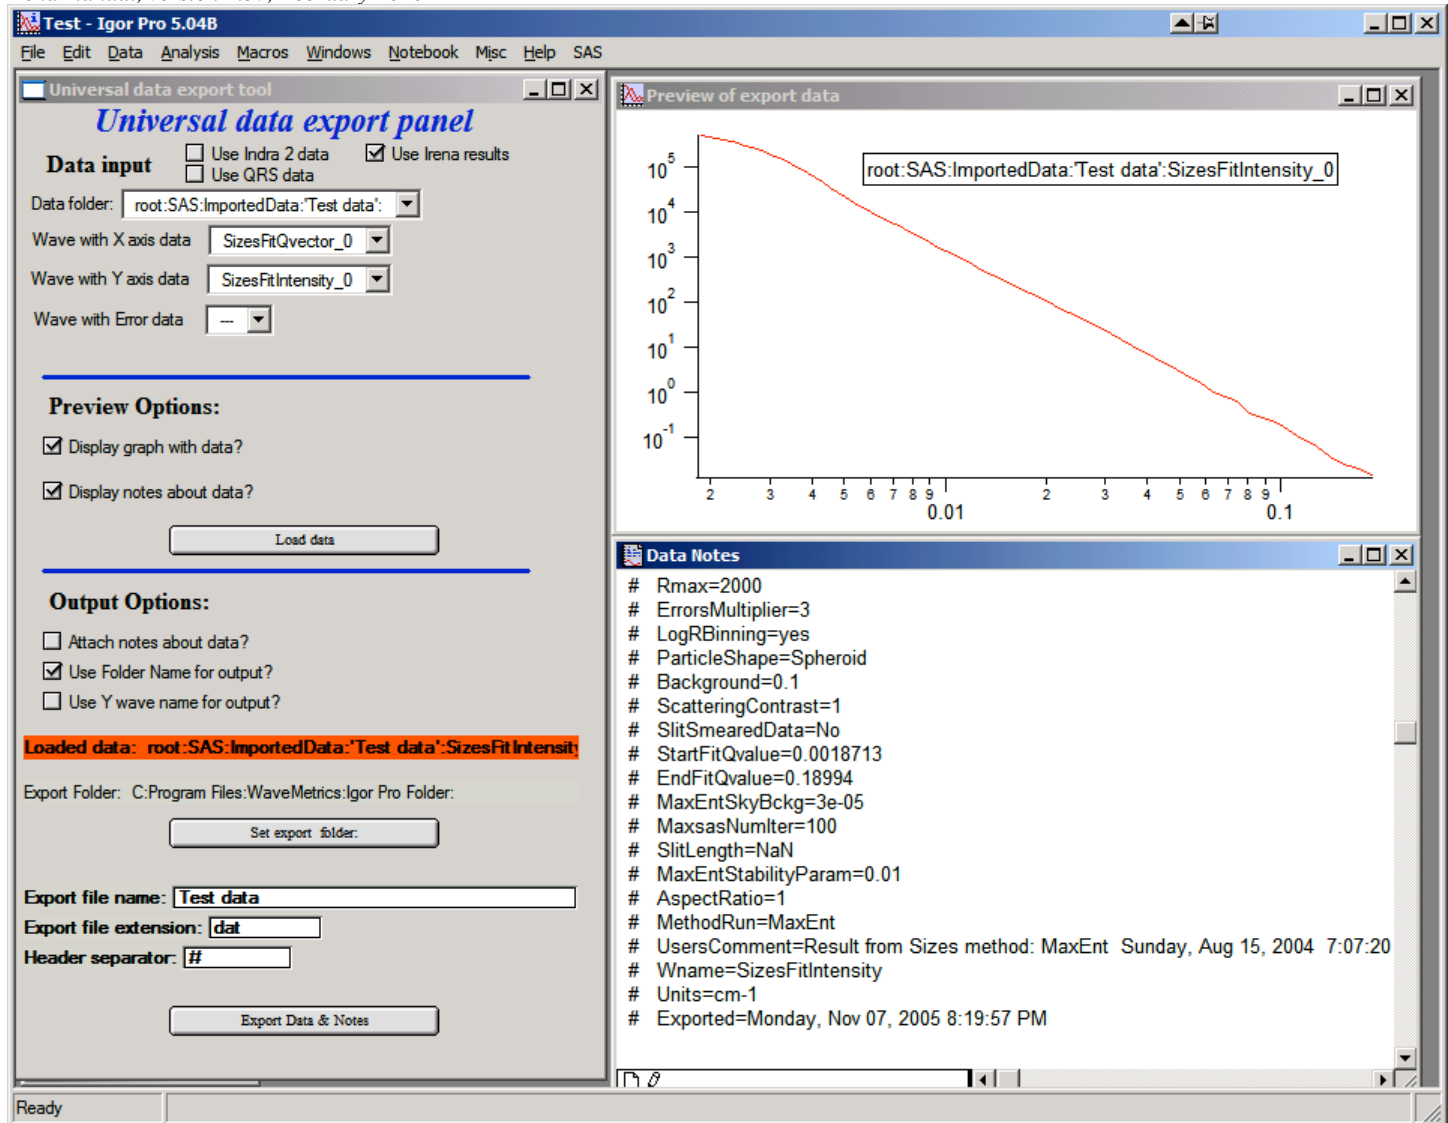 Test - Igor Pro 5.04B
File Edit Data Analysis Macros Windows Notebook Misc Help SAS
Universal data export tool
Universal data export panel
Data input
Use Indra 2 data
Use Irena results
Use QRS data
Data folder: root:SAS:ImportedData:'Test data':
Wave with X axis data SizesFitQvector_0
Wave with Y axis data SizesFitIntensity_0
Wave with Error data ---
Preview Options:
Display graph with data?
Display notes about data?
Load data
Output Options:
Attach notes about data?
Use Folder Name for output?
Use Y wave name for output?
Loaded data: root:SAS:ImportedData:'Test data':SizesFitIntensity
Export Folder: C:Program Files:WaveMetrics:Igor Pro Folder:
Set export folder:
Export file name: Test data
Export file extension: dat
Header separator: #
Export Data & Notes
Ready
Preview of export data
root:SAS:ImportedData:'Test data':SizesFitIntensity_0
10^5
10^4
10^3
10^2
10^1
10^0
10^-1
2 3 4 5 6 7 8 9 2 3 4 5 6 7 8 9
0.01 0.1
Data Notes
# Rmax=2000
# ErrorsMultiplier=3
# LogRBinning=yes
# ParticleShape=Spheroid
# Background=0.1
# ScatteringContrast=1
# SlitSmearedData=No
# StartFitQvalue=0.0018713
# EndFitQvalue=0.18994
# MaxEntSkyBckg=3e-05
# MaxsasNumIter=100
# SlitLength=NaN
# MaxEntStabilityParam=0.01
# AspectRatio=1
# MethodRun=MaxEnt
# UsersComment=Result from Sizes method: MaxEnt Sunday, Aug 15, 2004 7:07:20
# Wname=SizesFitIntensity
# Units=cm-1
# Exported=Monday, Nov 07, 2005 8:19:57 PM